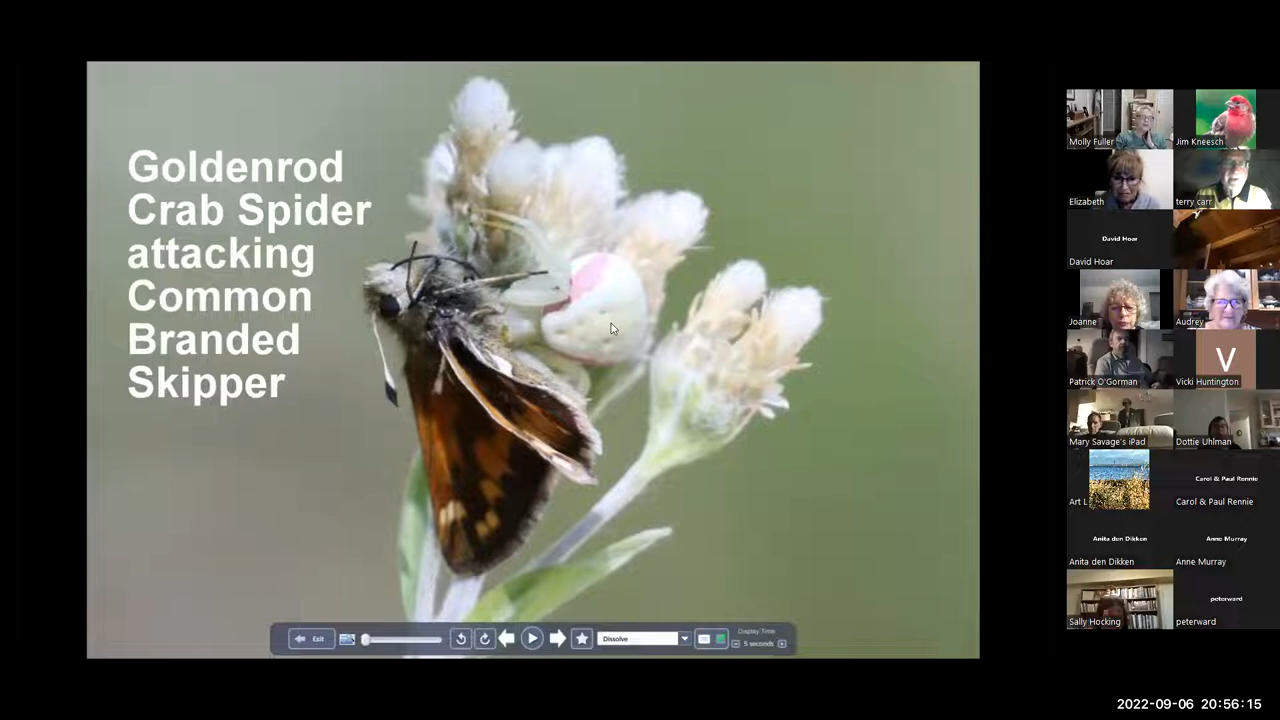 Goldenrod
Crab Spider
attacking
Common
Branded
Skipper
Exit
Dissolve
Display Time
5 seconds
Molly Fuller
Jim Kneesch
Elizabeth
terry carr
David Hoar
David Hoar
Joanne
Audrey
Patrick O'Gorman
V
Vicki Huntington
Mary Savage's iPad
Dottie Uhlman
Art L
Carol & Paul Rennie
Carol & Paul Rennie
Anita den Dikken
Anne Murray
Anita den Dikken
Anne Murray
peterward
Sally Hocking
peterward
2022-09-06 20:56:15